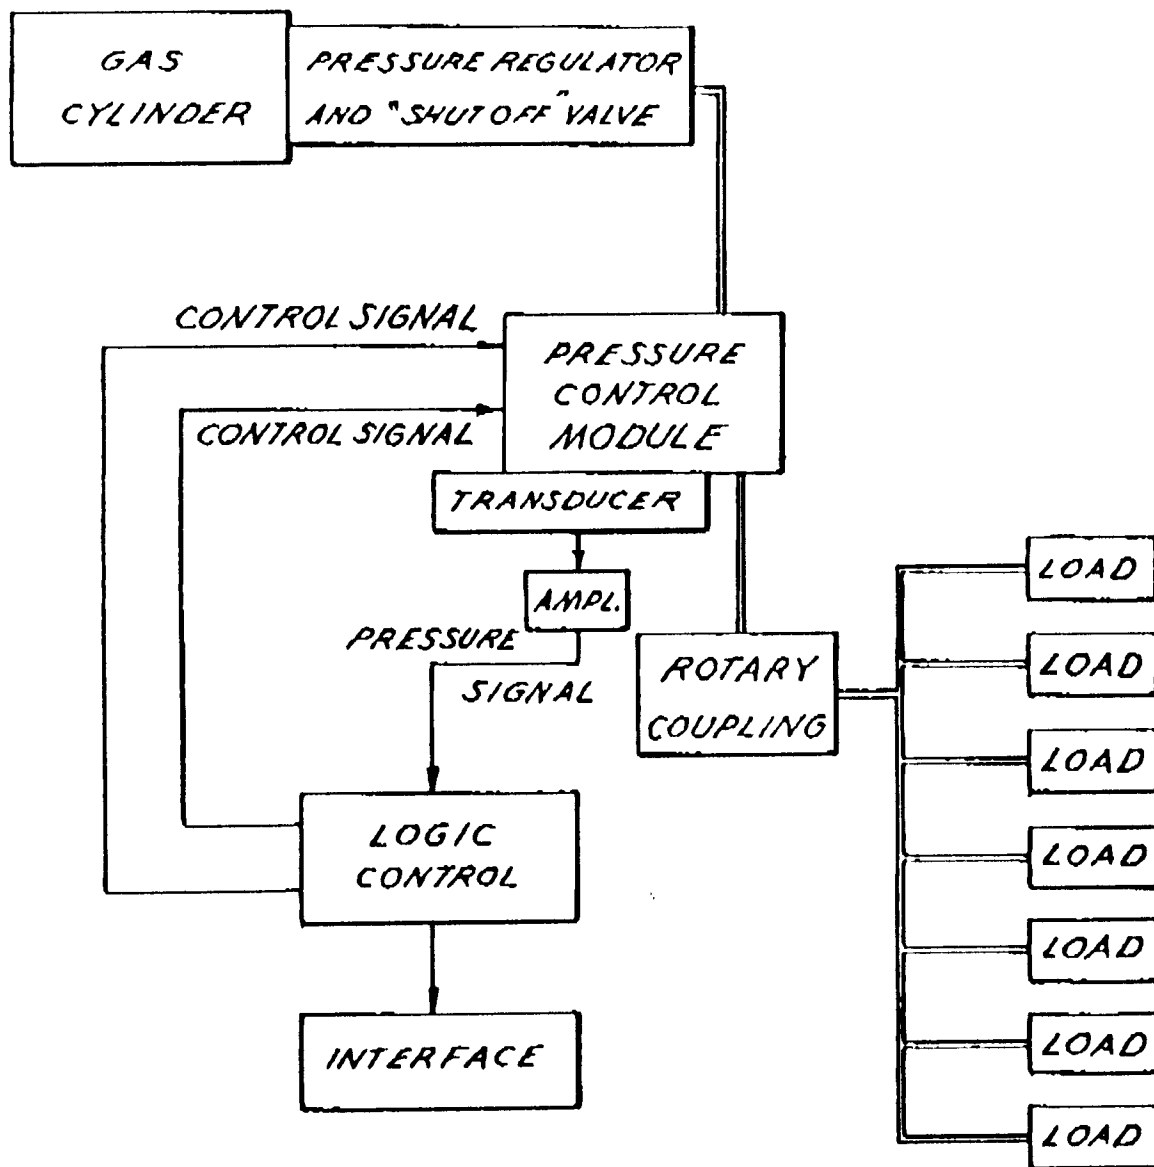 GAS
CYLINDER
PRESSURE REGULATOR
AND "SHUT OFF" VALVE
CONTROL SIGNAL
PRESSURE
CONTROL
MODULE
CONTROL SIGNAL
TRANSDUCER
AMPL.
PRESSURE
SIGNAL
ROTARY
COUPLING
LOAD
LOAD
LOAD
LOAD
LOAD
LOAD
LOAD
LOGIC
CONTROL
INTERFACE